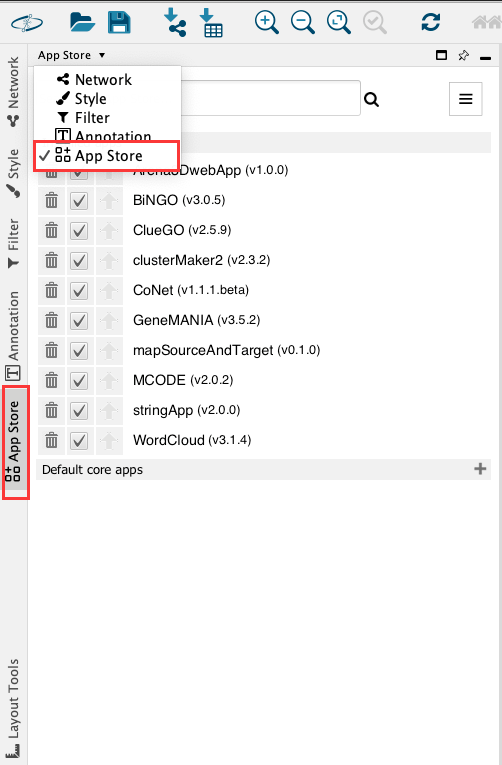 App Store
Network
Style
Filter
Annotation
App Store
(v1.0.0)
BiNGO (v3.0.5)
ClueGO (v2.5.9)
clusterMaker2 (v2.3.2)
CoNet (v1.1.1.beta)
GeneMANIA (v3.5.2)
mapSourceAndTarget (v0.1.0)
MCODE (v2.0.2)
stringApp (v2.0.0)
WordCloud (v3.1.4)
Default core apps
Network
Style
Filter
Annotation
App Store
Layout Tools